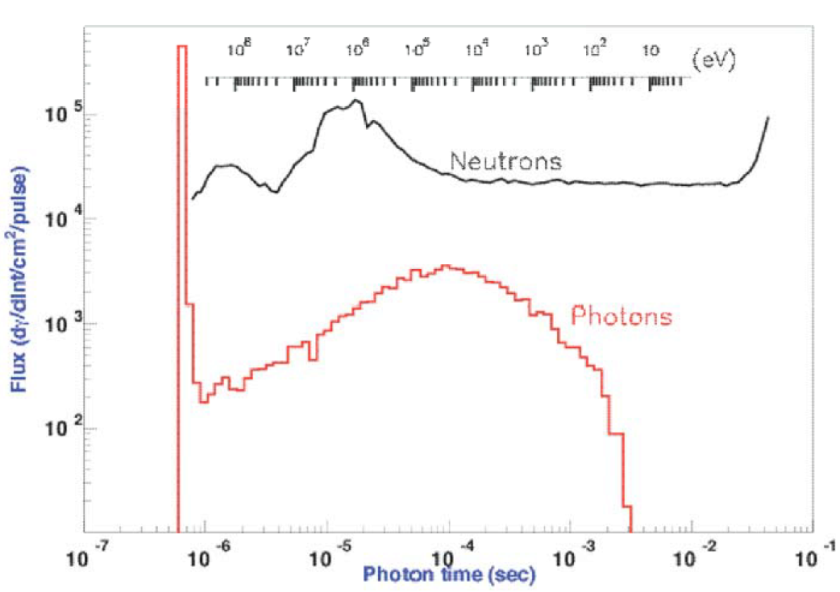 10⁸ 10⁷ 10⁶ 10⁵ 10⁴ 10³ 10² 10 (eV)
10⁵
Neutrons
10⁴
10³
Photons
10²
Flux (dγ/dlnt/cm²/pulse)
10⁻⁷ 10⁻⁶ 10⁻⁵ 10⁻⁴ 10⁻³ 10⁻² 10⁻¹
Photon time (sec)